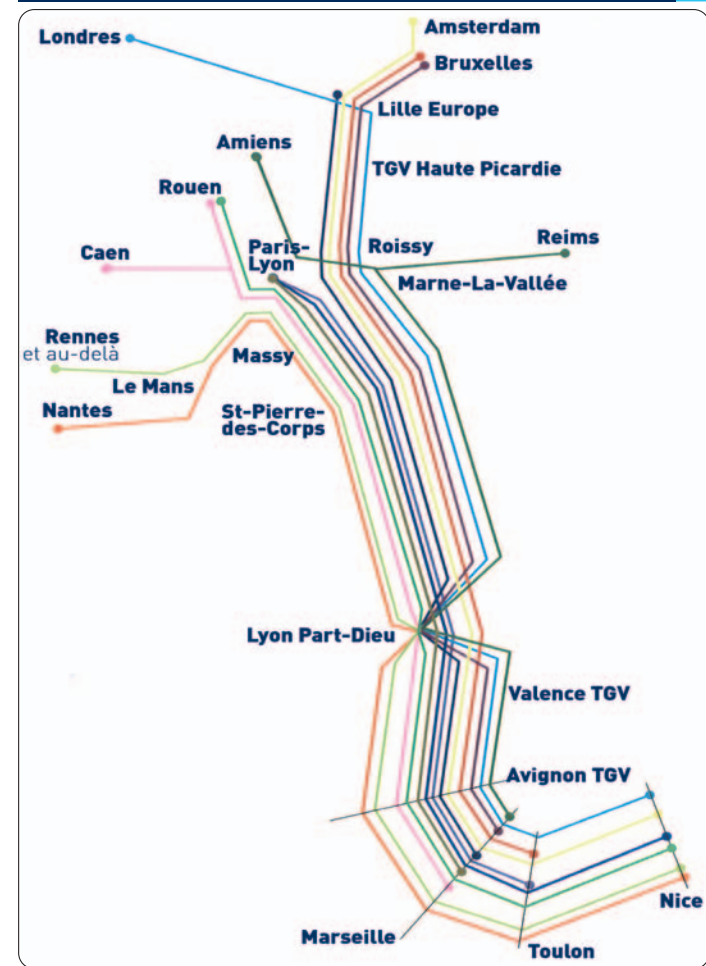 Amsterdam
Londres
Bruxelles
Lille Europe
Amiens
TGV Haute Picardie
Rouen
Reims
Paris-
Lyon
Roissy
Caen
Marne-La-Vallée
Rennes
et au-delà
Massy
Le Mans
Nantes
St-Pierre-
des-Corps
Lyon Part-Dieu
Valence TGV
Avignon TGV
Nice
Marseille
Toulon